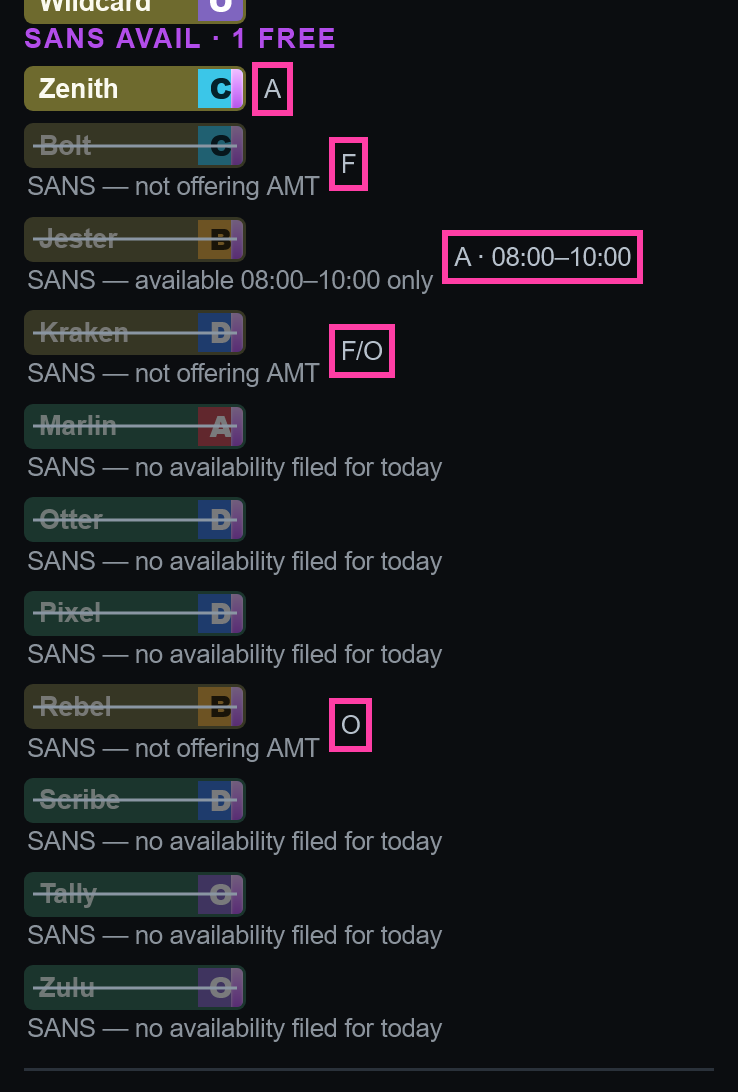 Wildcard O
SANS AVAIL · 1 FREE
Zenith C A
Bolt C
SANS — not offering AMT F
Jester B
SANS — available 08:00–10:00 only A · 08:00–10:00
Kraken D
SANS — not offering AMT F/O
Marlin A
SANS — no availability filed for today
Otter D
SANS — no availability filed for today
Pixel D
SANS — no availability filed for today
Rebel B
SANS — not offering AMT O
Scribe D
SANS — no availability filed for today
Tally O
SANS — no availability filed for today
Zulu O
SANS — no availability filed for today